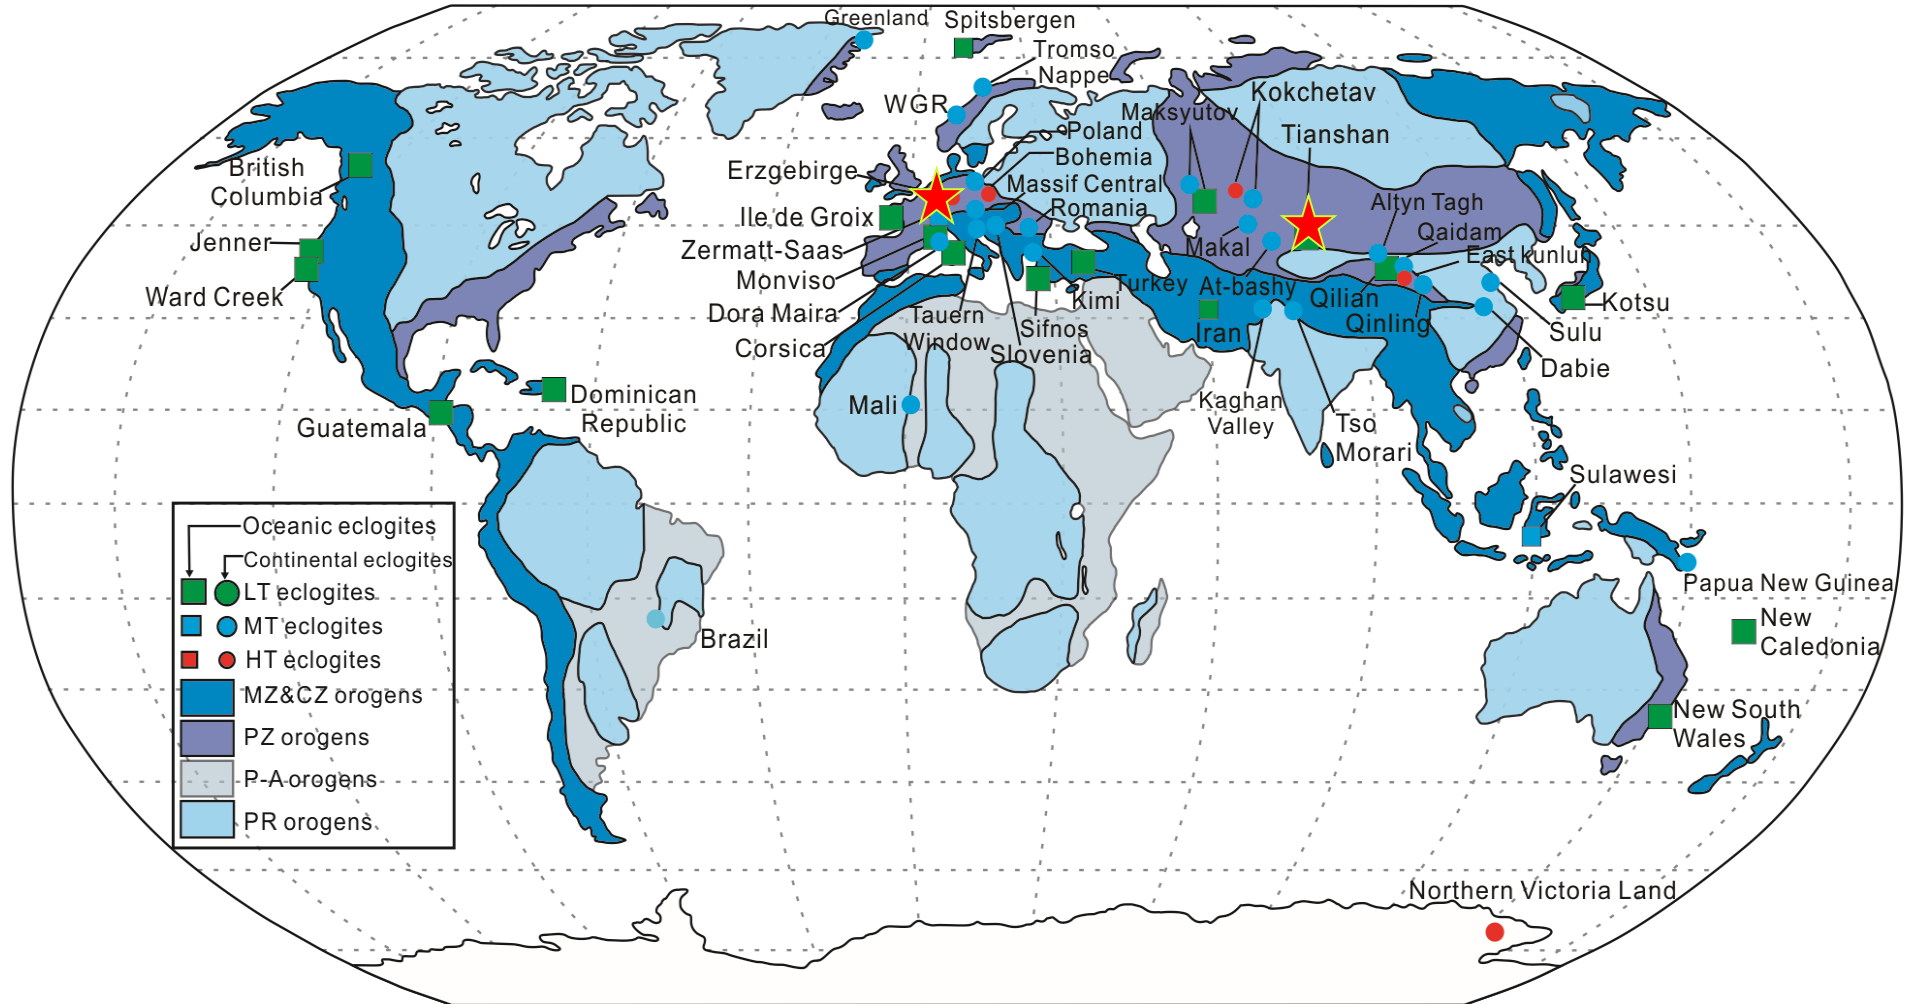 Greenland
Spitsbergen
Tromso
Nappe
WGR
Maksyutov
Kokchetav
Tianshan
Poland
Bohemia
Erzgebirge
Massif Central
Romania
British
Columbia
Ile de Groix
Altyn Tagh
Qaidam
Jenner
Zermatt-Saas
Makal
East kunlun
Monviso
Turkey
At-bashy
Ward Creek
Kimi
Qilian
Kotsu
Dora Maira
Tauern
Window
Sifnos
Iran
Qinling
Sulu
Corsica
Slovenia
Dabie
Dominican
Republic
Mali
Kaghan
Valley
Tso
Morari
Guatemala
Sulawesi
Oceanic eclogites
Continental eclogites
LT eclogites
MT eclogites
HT eclogites
MZ&CZ orogens
PZ orogens
P-A orogens
PR orogens
Brazil
Papua New Guinea
New
Caledonia
New South
Wales
Northern Victoria Land